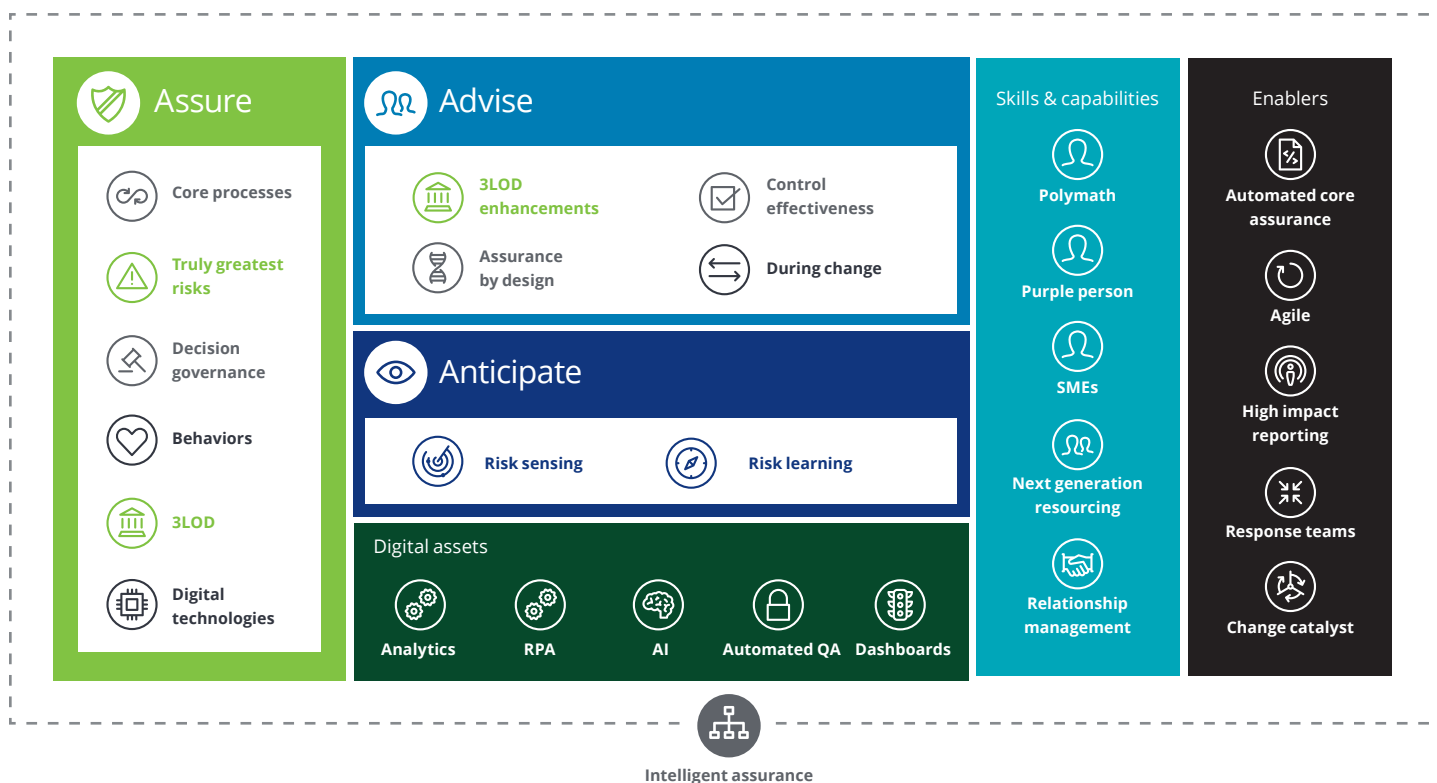 Assure
Core processes
Truly greatest
risks
Decision
governance
Behaviors
3LOD
Digital
technologies
Advise
3LOD
enhancements
Control
effectiveness
Assurance
by design
During change
Anticipate
Risk sensing
Risk learning
Digital assets
Analytics
RPA
AI
Automated QA
Dashboards
Skills & capabilities
Polymath
Purple person
SMEs
Next generation
resourcing
Relationship
management
Enablers
Automated core
assurance
Agile
High impact
reporting
Response teams
Change catalyst
Intelligent assurance